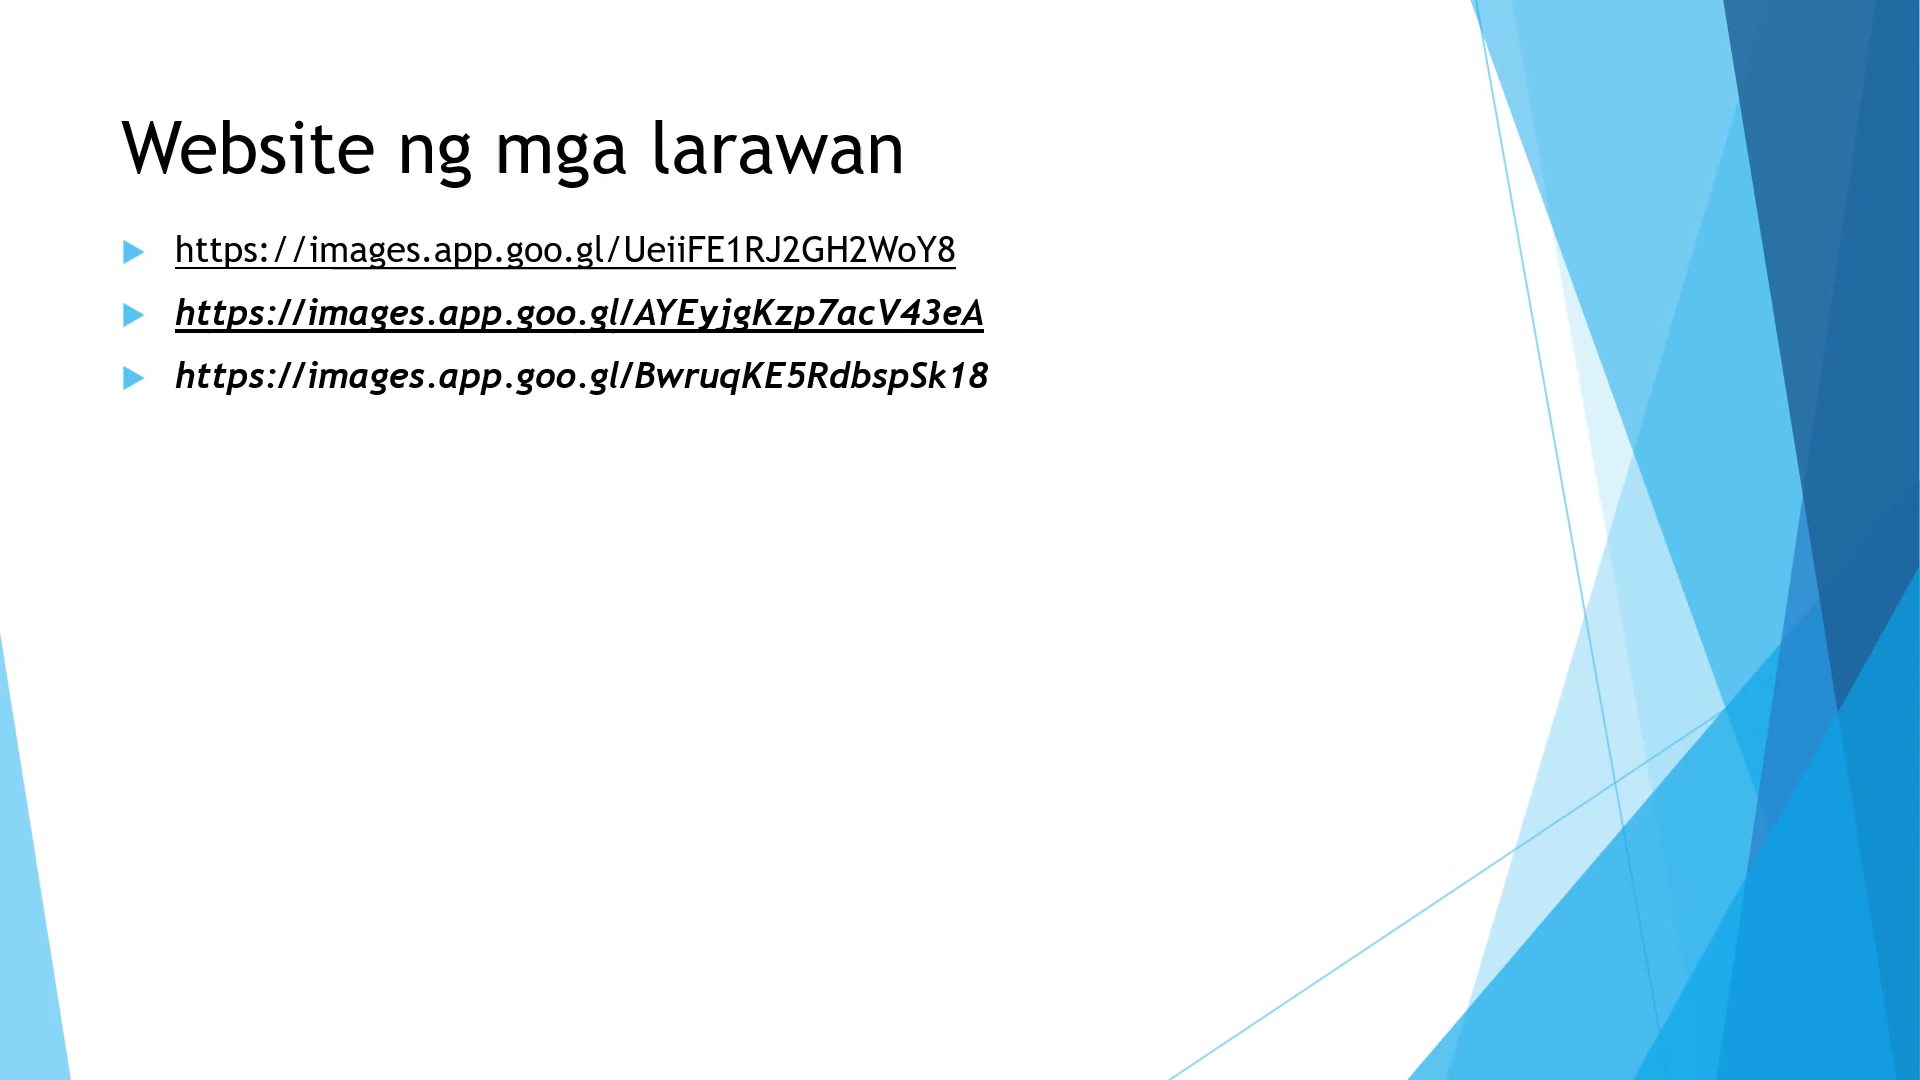 Website ng mga larawan
https://images.app.goo.gl/UeiiFE1RJ2GH2WoY8
https://images.app.goo.gl/AYEyjgKzp7acV43eA
https://images.app.goo.gl/BwruqKE5RdbspSk18